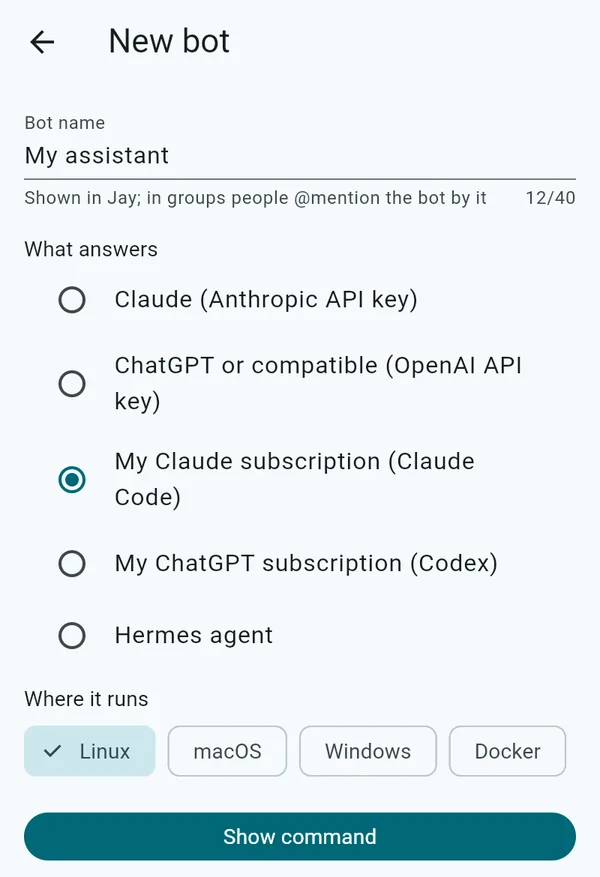 New bot
Bot name
My assistant
Shown in Jay; in groups people @mention the bot by it 12/40
What answers
Claude (Anthropic API key)
ChatGPT or compatible (OpenAI API
key)
My Claude subscription (Claude
Code)
My ChatGPT subscription (Codex)
Hermes agent
Where it runs
Linux macOS Windows Docker
Show command